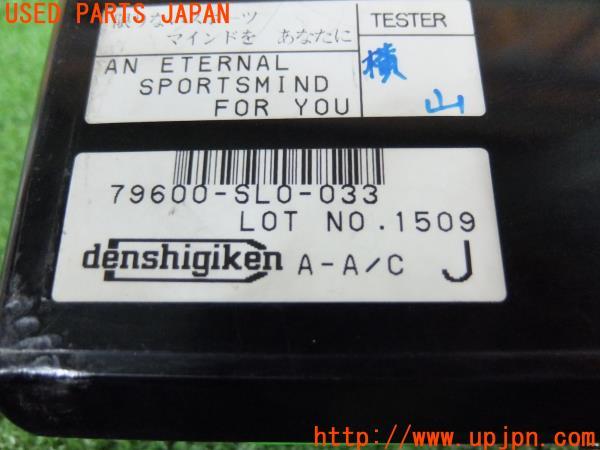 USED PARTS JAPAN
マインドを あなたに
AN ETERNAL
SPORTSMIND
FOR YOU
TESTER
横山
79600-SL0-033
LOT NO.1509
denshigiken A-A/C J
http://www.upjpn.com